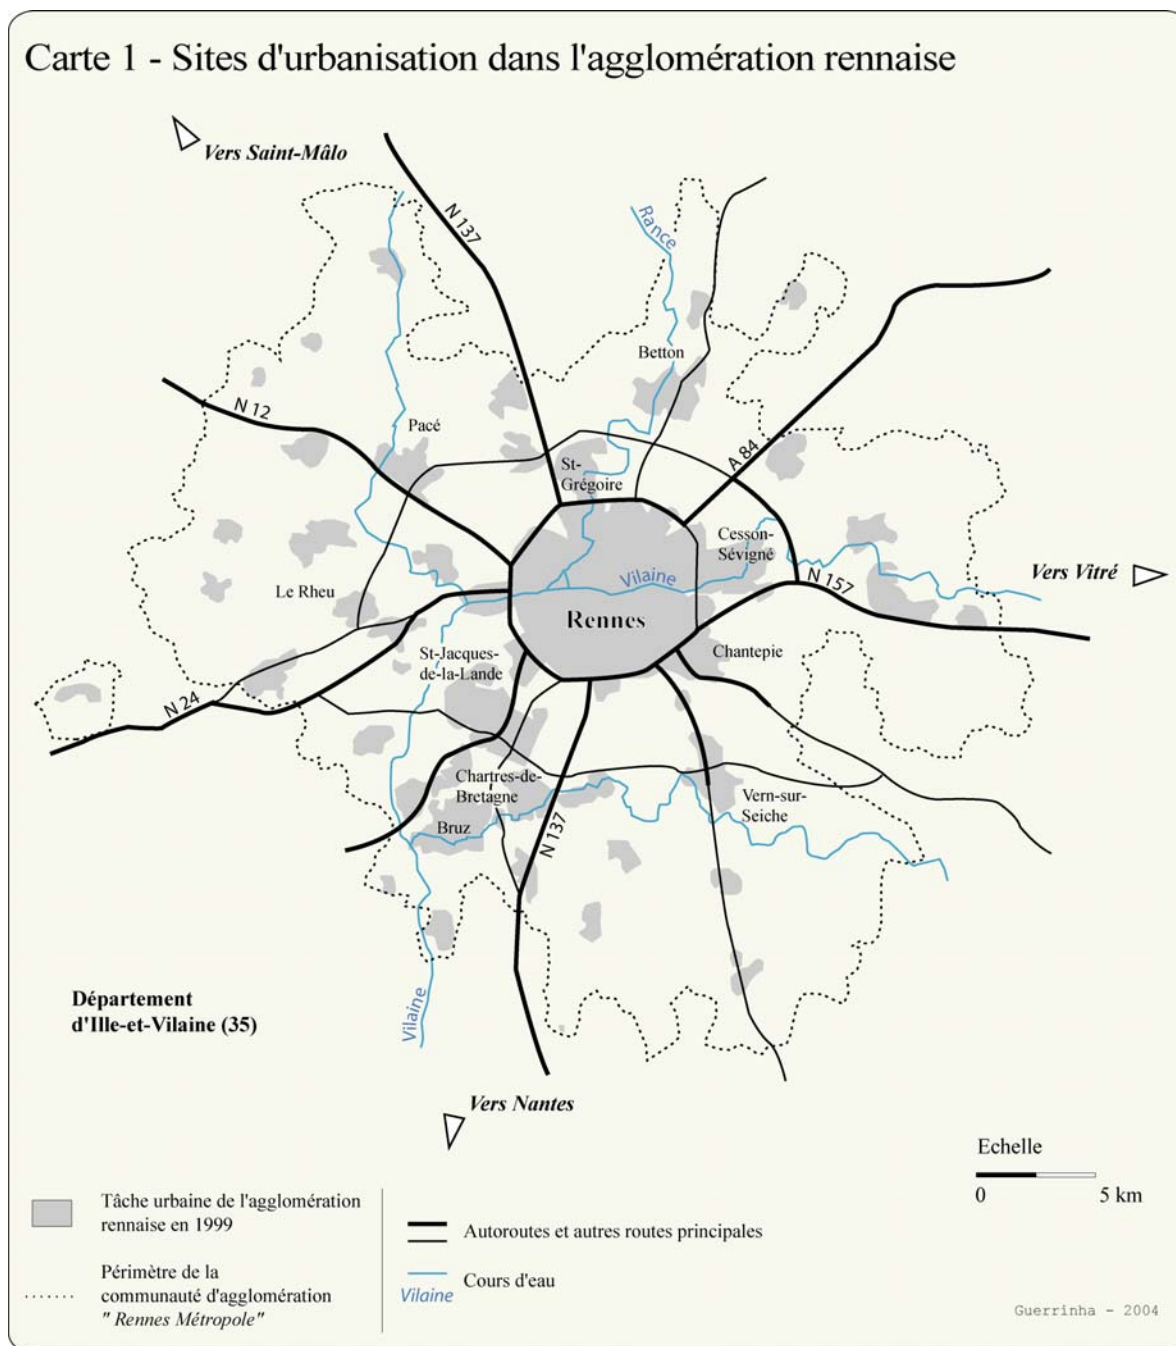 Carte 1 - Sites d'urbanisation dans l'agglomération rennaise
Vers Saint-Mâlo
N 137
Rance
Betton
N 12
Pacé
A 84
St-
Grégoire
Cesson-
Sévigné
Vilaine
N 157
Vers Vitré
Le Rheu
Rennes
St-Jacques-
de-la-Lande
Chantepie
N 24
Chartres-de-
Bretagne
Vern-sur-
Seiche
Bruz
N 137
Département
d'Ille-et-Vilaine (35)
Vilaine
Vers Nantes
Echelle
0 5 km
Tâche urbaine de l'agglomération
rennaise en 1999
Autoroutes et autres routes principales
Périmètre de la
communauté d'agglomération
" Rennes Métropole"
Cours d'eau
Vilaine
Guerrinha - 2004